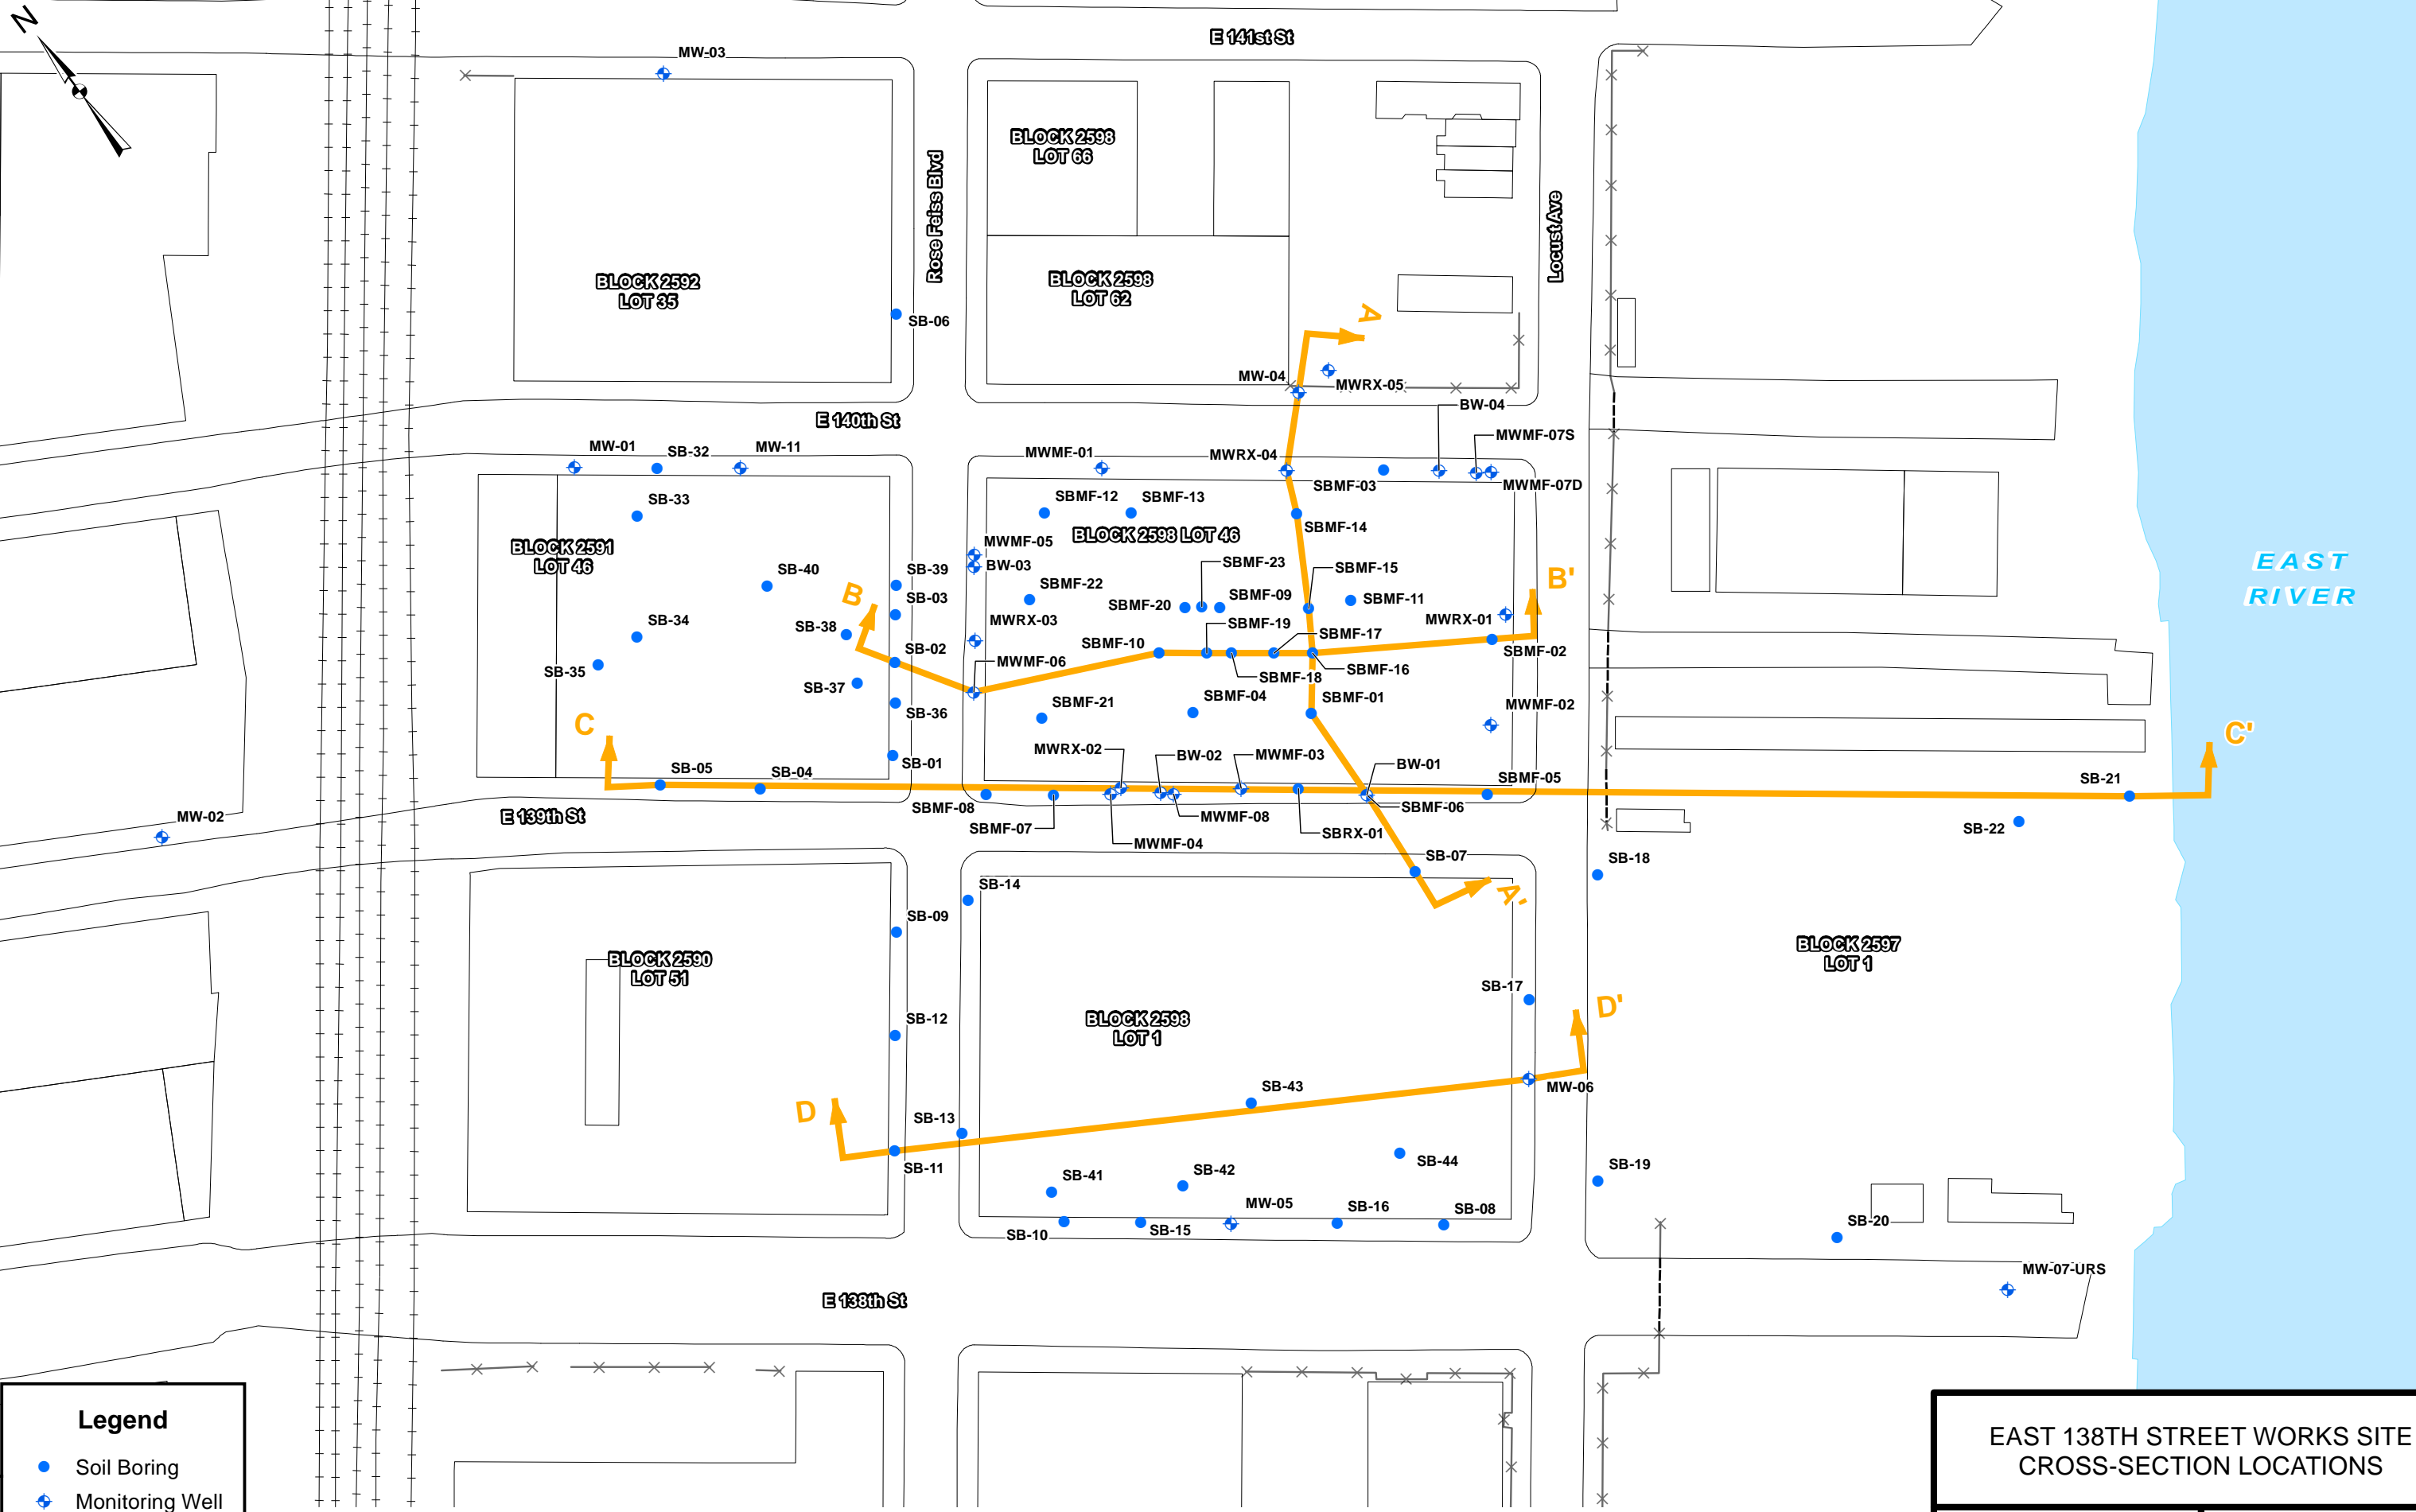 N
MW-03
E 141st St
BLOCK 2598
LOT 66
Rose Feiss Blvd
Locust Ave
BLOCK 2592
LOT 35
BLOCK 2598
LOT 62
SB-06
A
MW-04
MWRX-05
BW-04
E 140th St
MWMF-07S
MW-01
SB-32
MW-11
MWMF-01
MWRX-04
SBMF-03
MWMF-07D
SB-33
SBMF-12
SBMF-13
SBMF-14
BLOCK 2598 LOT 46
BLOCK 2591
LOT 46
MWMF-05
BW-03
SBMF-23
SBMF-15
EAST
RIVER
SB-40
SB-39
SB-03
B
B'
SBMF-22
SBMF-20
SBMF-09
SBMF-11
MWRX-01
SB-34
SB-38
MWRX-03
SBMF-19
SBMF-17
SBMF-10
SB-02
SB-35
MWMF-06
SBMF-18
SBMF-16
SBMF-02
SB-37
SB-36
SBMF-21
SBMF-04
SBMF-01
MWMF-02
C
C'
SB-01
MWRX-02
BW-02
MWMF-03
BW-01
SBMF-05
SB-05
SB-04
SB-21
SBMF-08
SBMF-07
MWMF-04
MWMF-08
SBRX-01
SBMF-06
E 139th St
MW-02
SB-22
SB-07
SB-18
SB-14
A'
SB-09
BLOCK 2590
LOT 51
BLOCK 2597
LOT 1
SB-17
D'
SB-12
BLOCK 2598
LOT 1
SB-43
MW-06
D
SB-13
SB-11
SB-44
SB-19
SB-41
SB-42
MW-05
SB-16
SB-08
SB-10
SB-15
SB-20
MW-07-URS
E 138th St
Legend
Soil Boring
Monitoring Well
EAST 138TH STREET WORKS SITE
CROSS-SECTION LOCATIONS